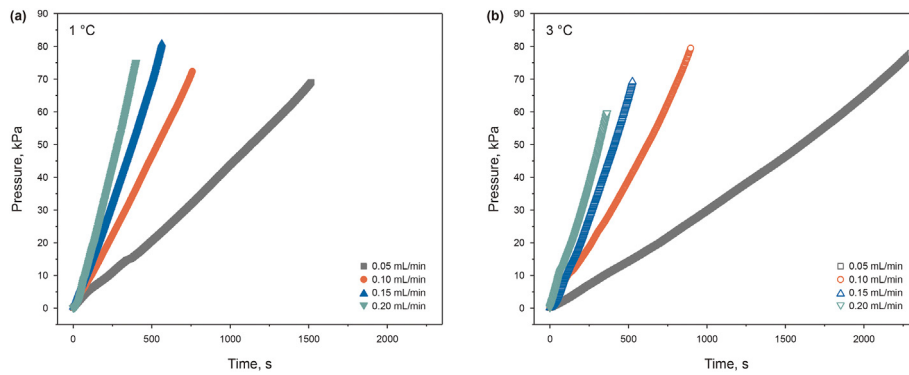 (a)
1 °C
90
80
70
60
50
40
30
20
10
0
Pressure, kPa
0 500 1000 1500 2000
Time, s
0.05 mL/min
0.10 mL/min
0.15 mL/min
0.20 mL/min
(b)
3 °C
90
80
70
60
50
40
30
20
10
0
Pressure, kPa
0 500 1000 1500 2000
Time, s
0.05 mL/min
0.10 mL/min
0.15 mL/min
0.20 mL/min